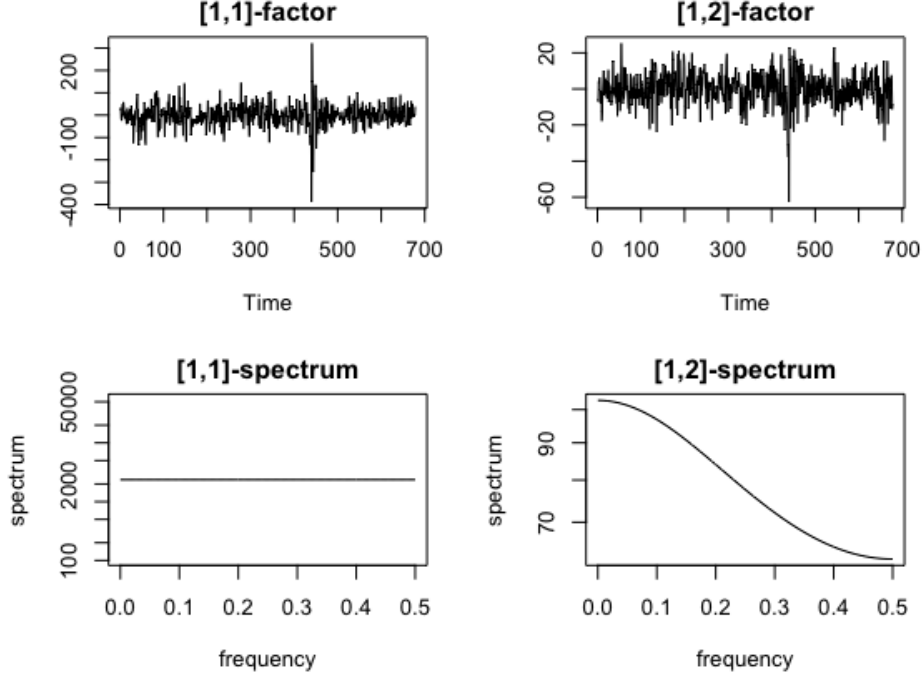 [1,1]-factor
200
-100
-400
0 100 300 500 700
Time
[1,2]-factor
20
-20
-60
0 100 300 500 700
Time
[1,1]-spectrum
spectrum
50000
2000
100
0.0 0.1 0.2 0.3 0.4 0.5
frequency
[1,2]-spectrum
spectrum
90
70
0.0 0.1 0.2 0.3 0.4 0.5
frequency